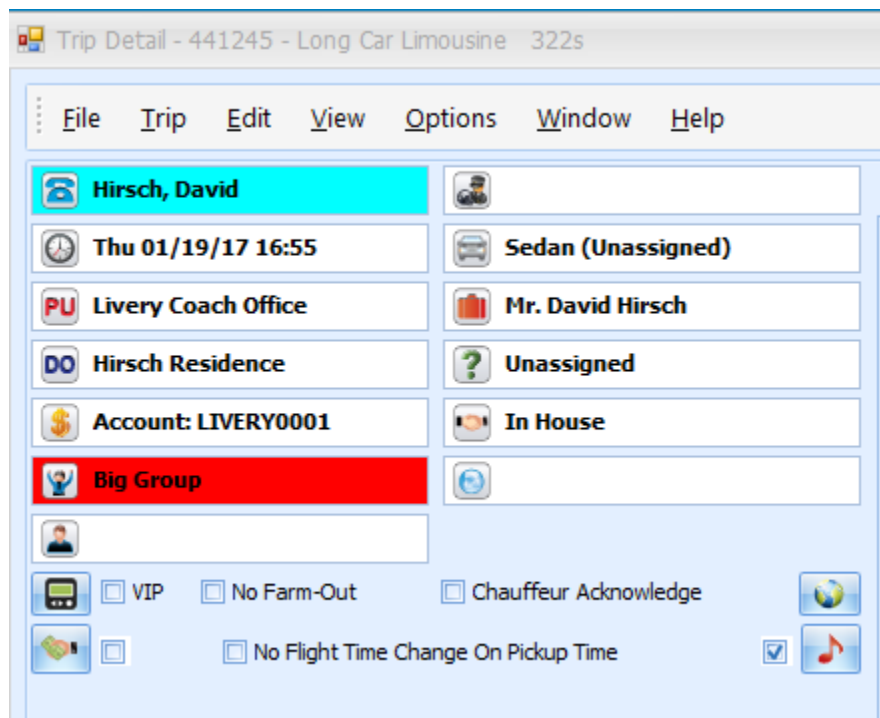 Trip Detail - 441245 - Long Car Limousine 322s
File Trip Edit View Options Window Help
Hirsch, David
Thu 01/19/17 16:55
Sedan (Unassigned)
PU Livery Coach Office
Mr. David Hirsch
DO Hirsch Residence
? Unassigned
$ Account: LIVERY0001
In House
Big Group
VIP No Farm-Out Chauffeur Acknowledge
No Flight Time Change On Pickup Time